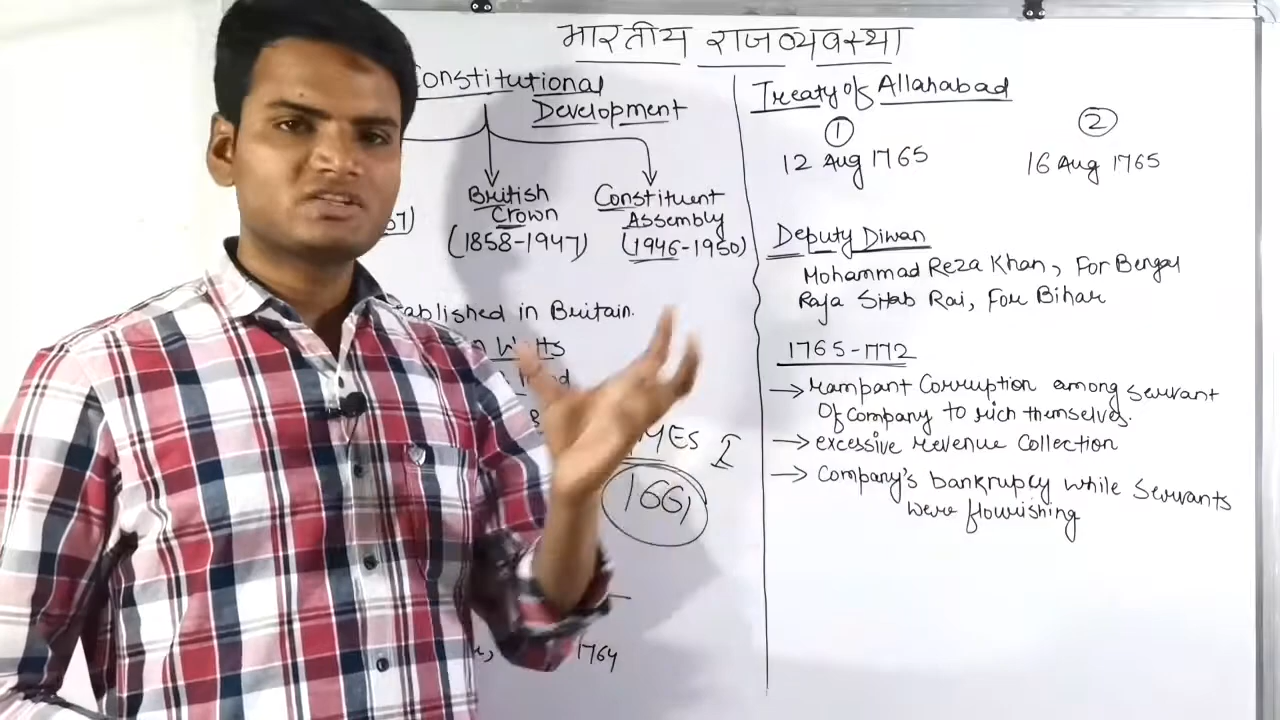 भारतीय राजव्यवस्था
Constitutional
Development
British
Crown
(1858-1947)
Constituent
Assembly
(1946-1950)
established in Britain.
Watts
1661
I
1764
Treaty of Allahabad
①
12 Aug 1765
②
16 Aug 1765
Deputy Diwan
Mohammad Reza Khan, For Bengal
Raja Sitab Rai, For Bihar
1765-1772
→ rampant Corruption among servant
Of company to rich themselves.
→ excessive revenue Collection
→ Company's bankrupcy while Servants
were flourishing